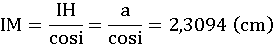 IM = IH/cosi = a/cosi = 2,3094 (cm)